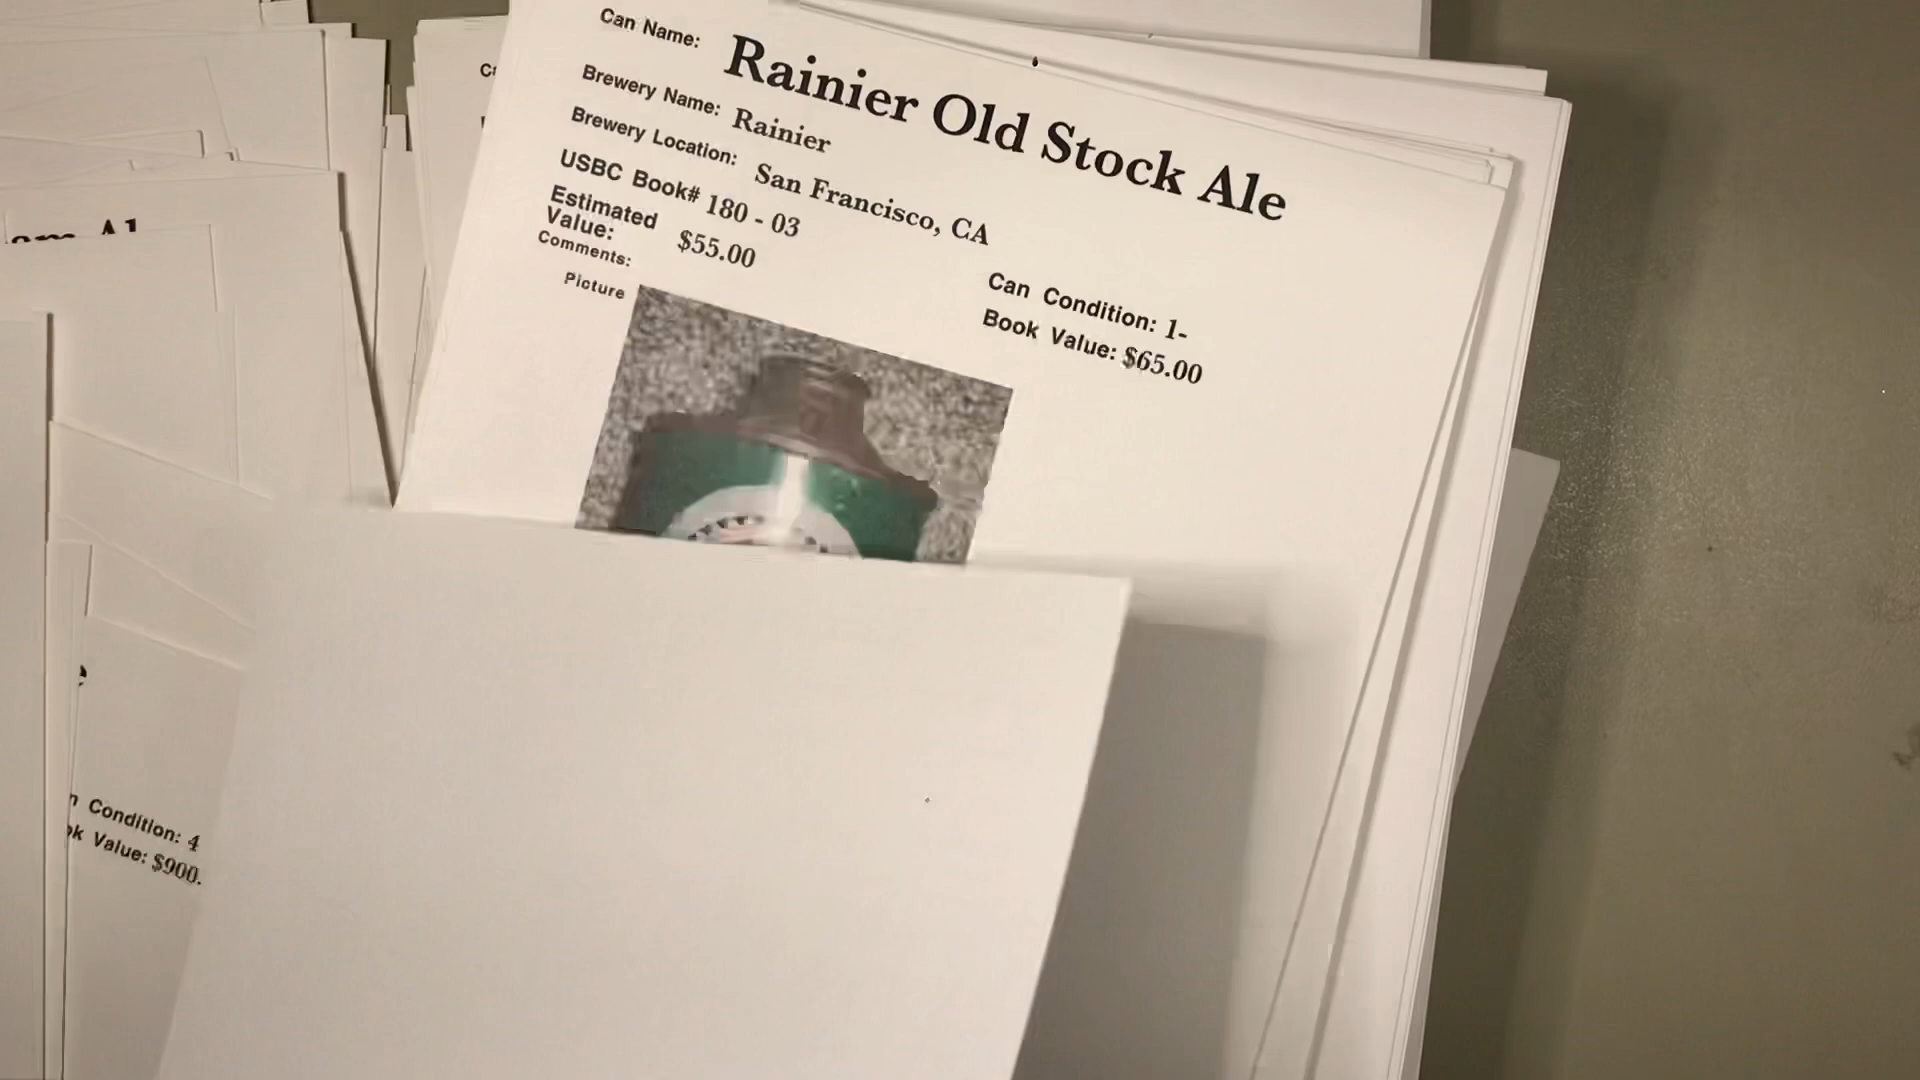 Can Name: Rainier Old Stock Ale
Brewery Name: Rainier
Brewery Location: San Francisco, CA
USBC Book# 180 - 03
Estimated Value: $55.00
Comments:
Can Condition: 1-
Book Value: $65.00
Picture
Condition: 4
Value: $900.